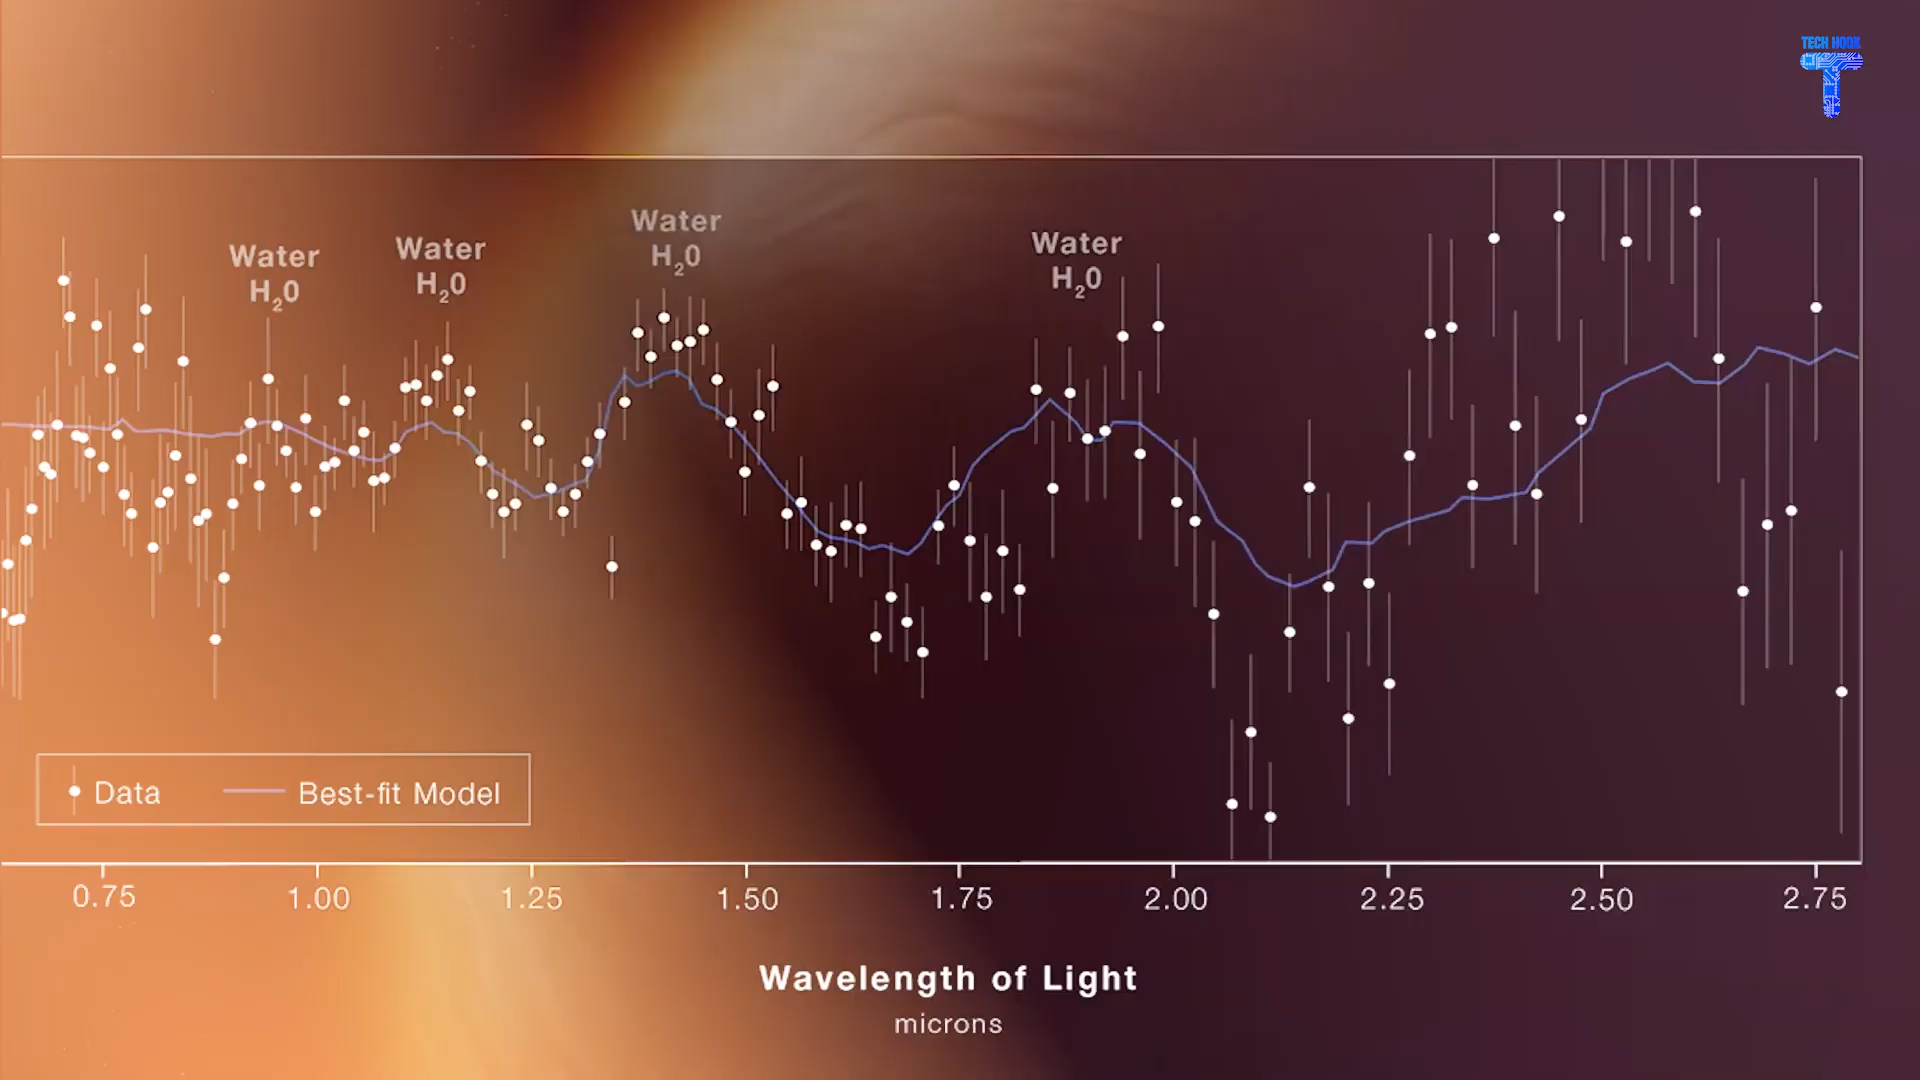 TECH HOOK
Water
H₂0
Water
H₂0
Water
H₂0
Water
H₂0
Data
Best-fit Model
0.75 1.00 1.25 1.50 1.75 2.00 2.25 2.50 2.75
Wavelength of Light
microns